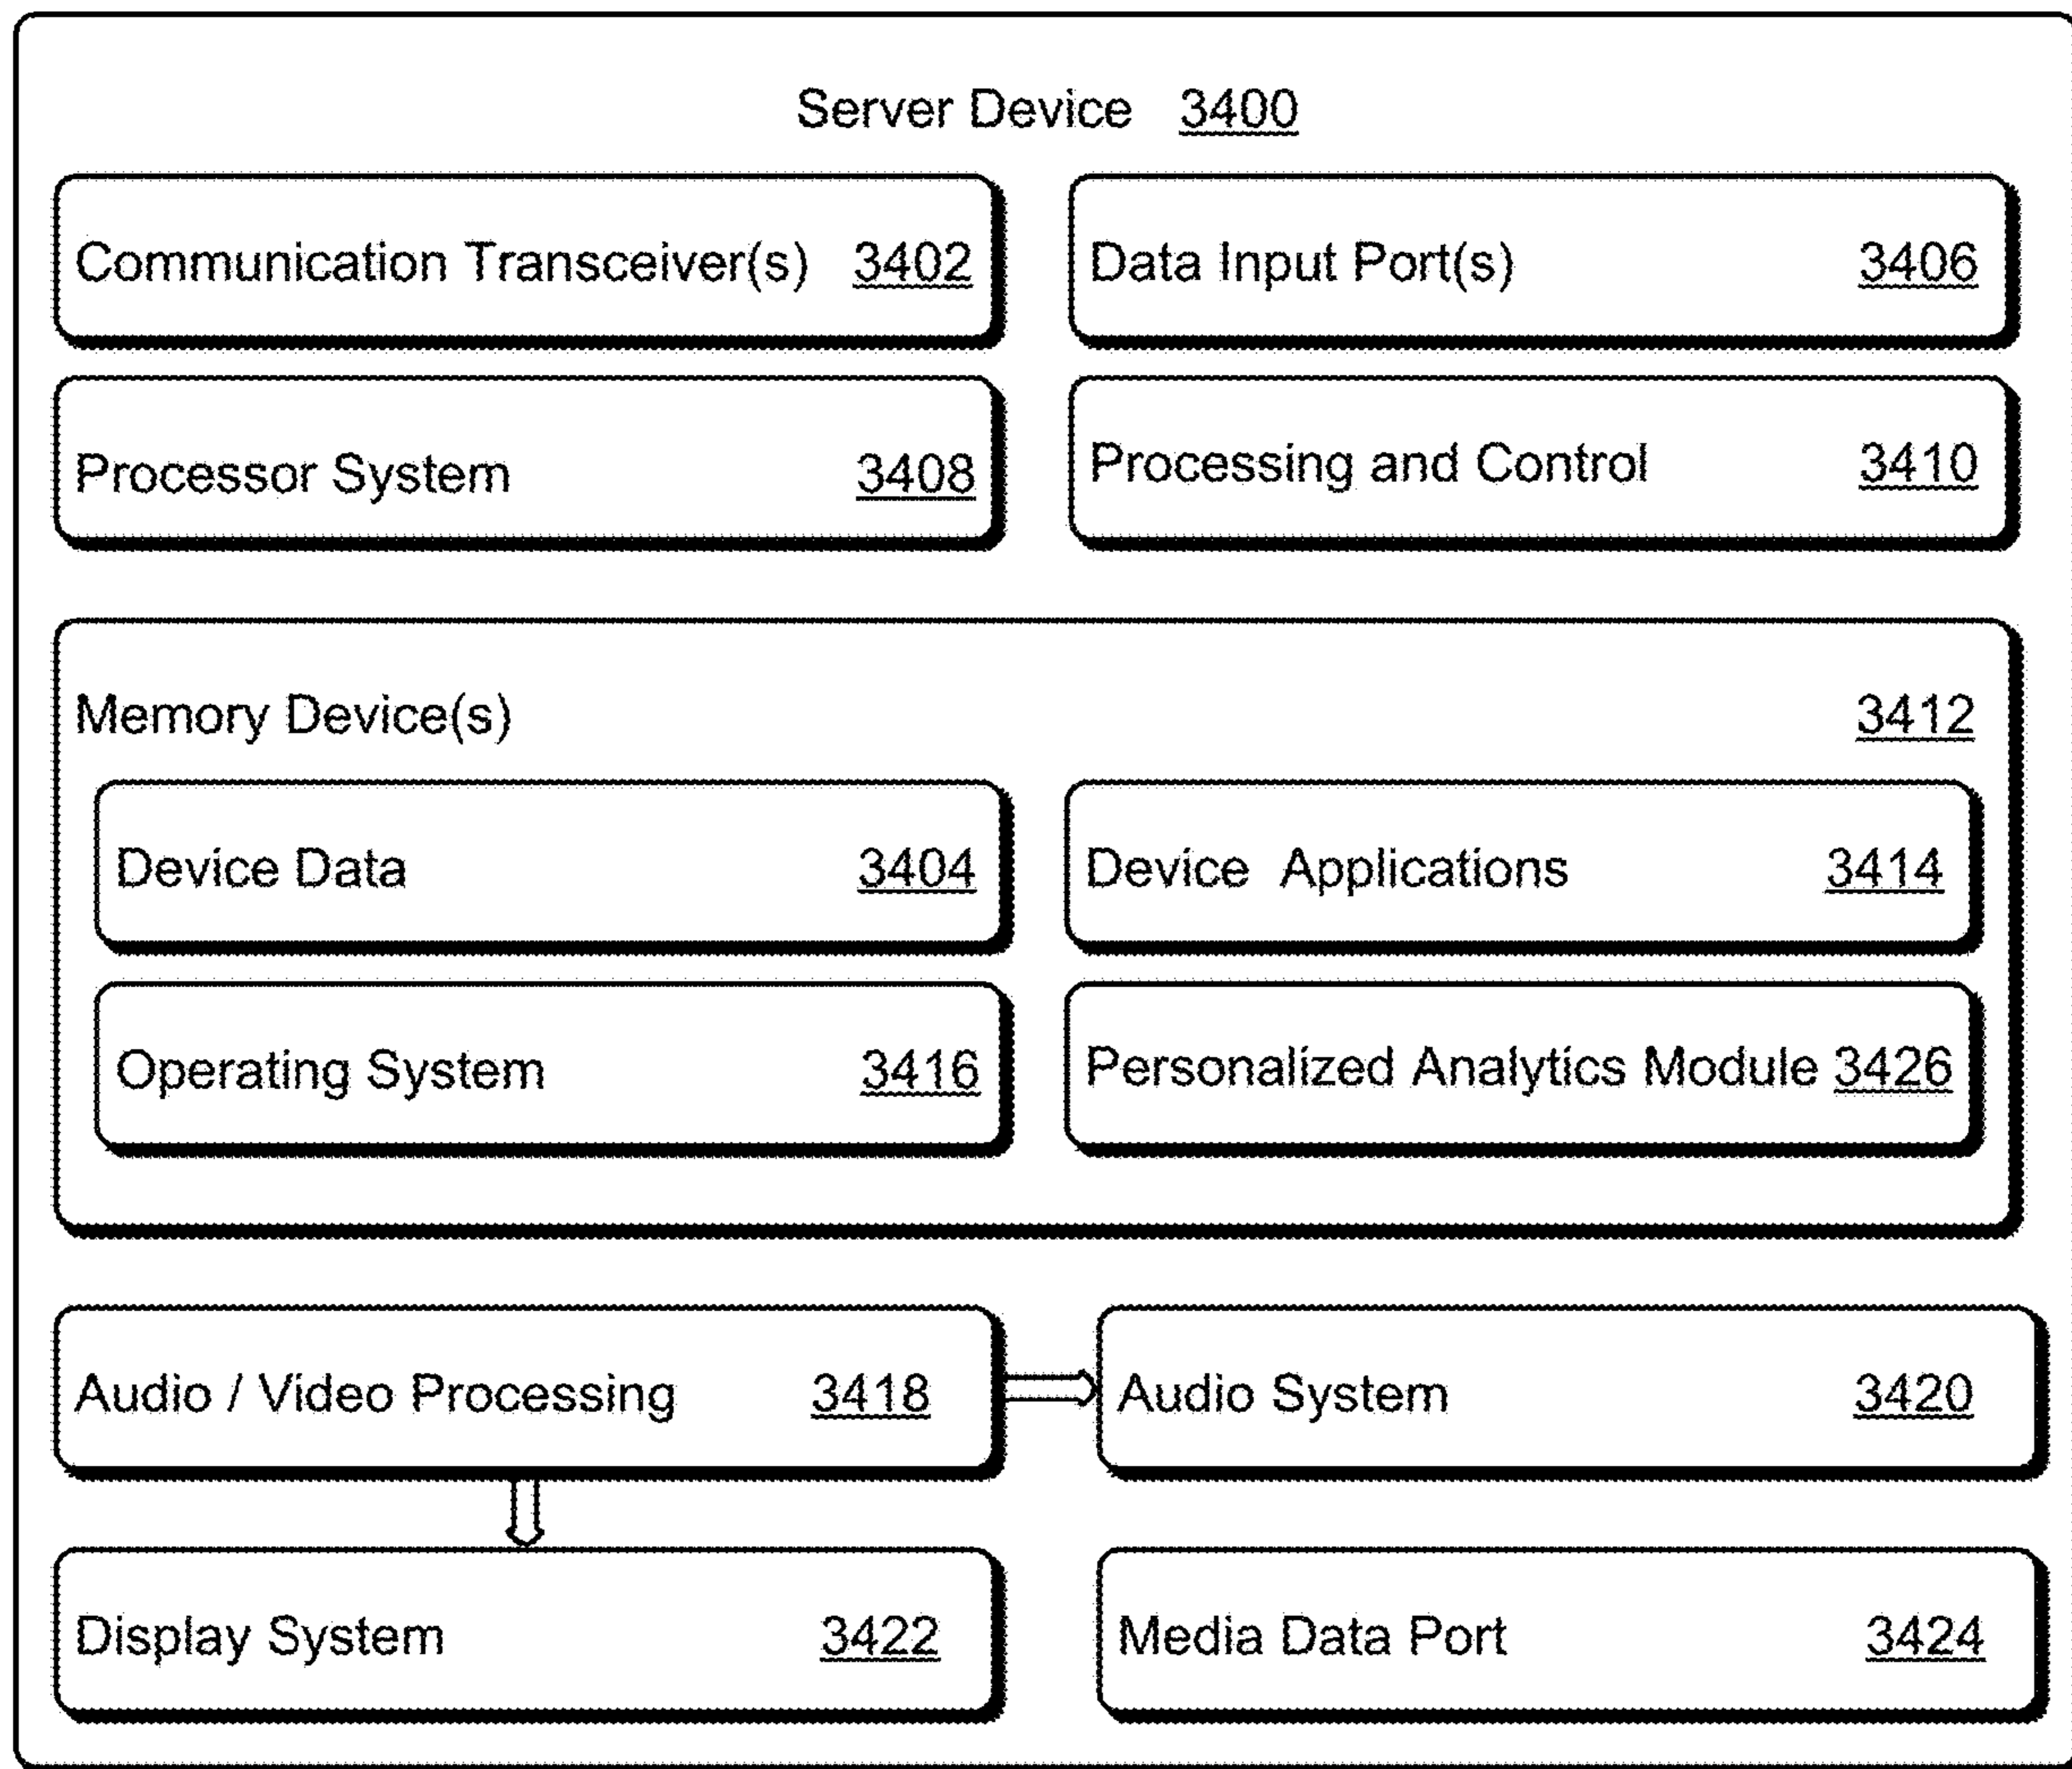 Server Device 3400
Communication Transceiver(s) 3402
Data Input Port(s) 3406
Processor System 3408
Processing and Control 3410
Memory Device(s) 3412
Device Data 3404
Device Applications 3414
Operating System 3416
Personalized Analytics Module 3426
Audio / Video Processing 3418
Audio System 3420
Display System 3422
Media Data Port 3424